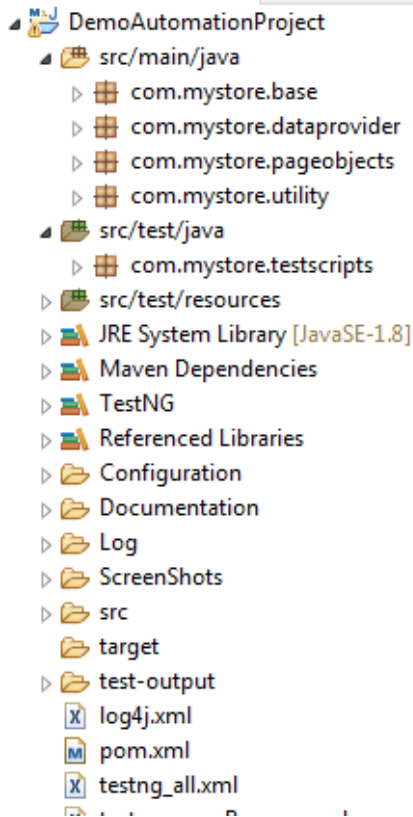 DemoAutomationProject
src/main/java
com.mystore.base
com.mystore.dataprovider
com.mystore.pageobjects
com.mystore.utility
src/test/java
com.mystore.testscripts
src/test/resources
JRE System Library [JavaSE-1.8]
Maven Dependencies
TestNG
Referenced Libraries
Configuration
Documentation
Log
ScreenShots
src
target
test-output
log4j.xml
pom.xml
testng_all.xml